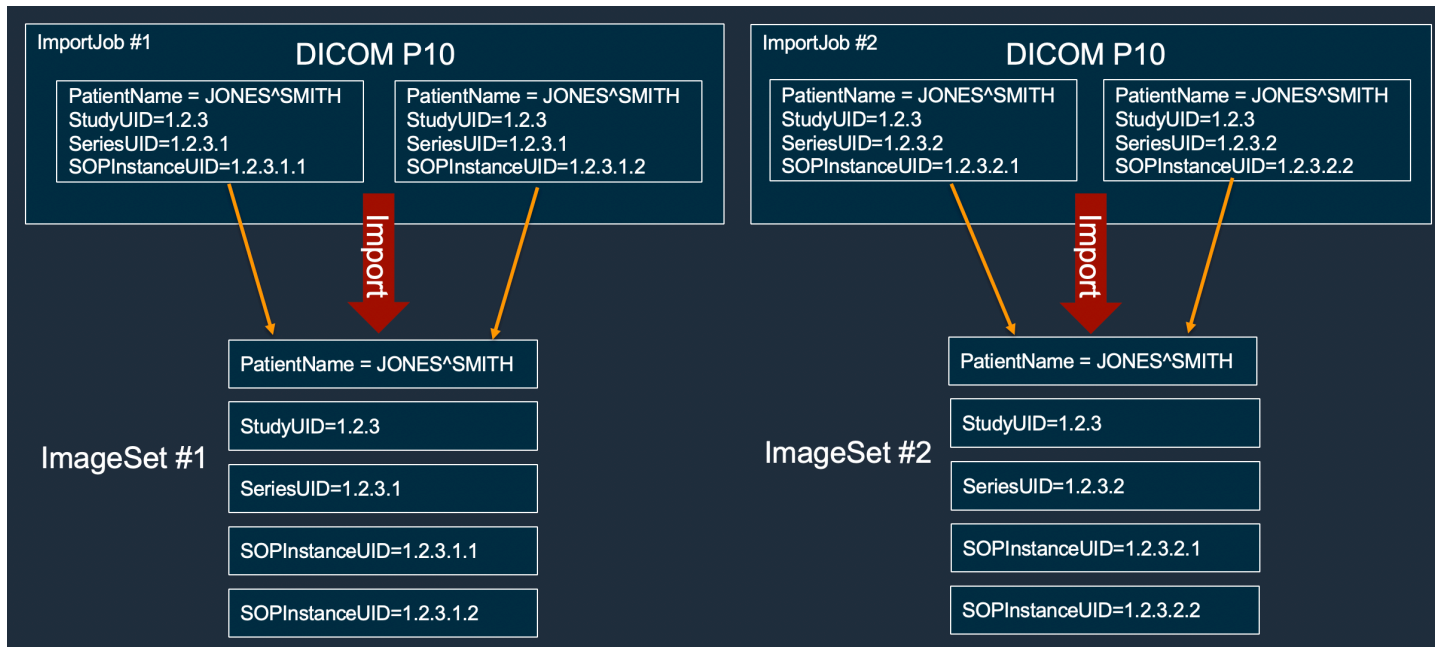 ImportJob #1
DICOM P10
PatientName = JONES^SMITH
StudyUID=1.2.3
SeriesUID=1.2.3.1
SOPInstanceUID=1.2.3.1.1
PatientName = JONES^SMITH
StudyUID=1.2.3
SeriesUID=1.2.3.1
SOPInstanceUID=1.2.3.1.2
Import
PatientName = JONES^SMITH
ImageSet #1
StudyUID=1.2.3
SeriesUID=1.2.3.1
SOPInstanceUID=1.2.3.1.1
SOPInstanceUID=1.2.3.1.2
ImportJob #2
DICOM P10
PatientName = JONES^SMITH
StudyUID=1.2.3
SeriesUID=1.2.3.2
SOPInstanceUID=1.2.3.2.1
PatientName = JONES^SMITH
StudyUID=1.2.3
SeriesUID=1.2.3.2
SOPInstanceUID=1.2.3.2.2
Import
PatientName = JONES^SMITH
ImageSet #2
StudyUID=1.2.3
SeriesUID=1.2.3.2
SOPInstanceUID=1.2.3.2.1
SOPInstanceUID=1.2.3.2.2